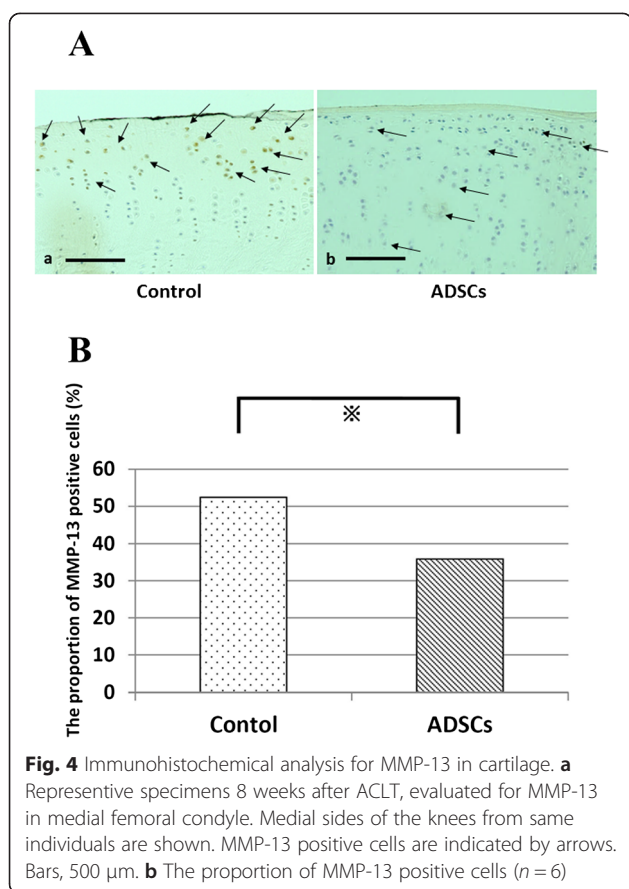 A
a
b
Control
ADSCs
B
※
The proportion of MMP-13 positive cells (%)
60
50
40
30
20
10
0
Contol
ADSCs
Fig. 4 Immunohistochemical analysis for MMP-13 in cartilage. a
Representive specimens 8 weeks after ACLT, evaluated for MMP-13
in medial femoral condyle. Medial sides of the knees from same
individuals are shown. MMP-13 positive cells are indicated by arrows.
Bars, 500 μm. b The proportion of MMP-13 positive cells (n = 6)